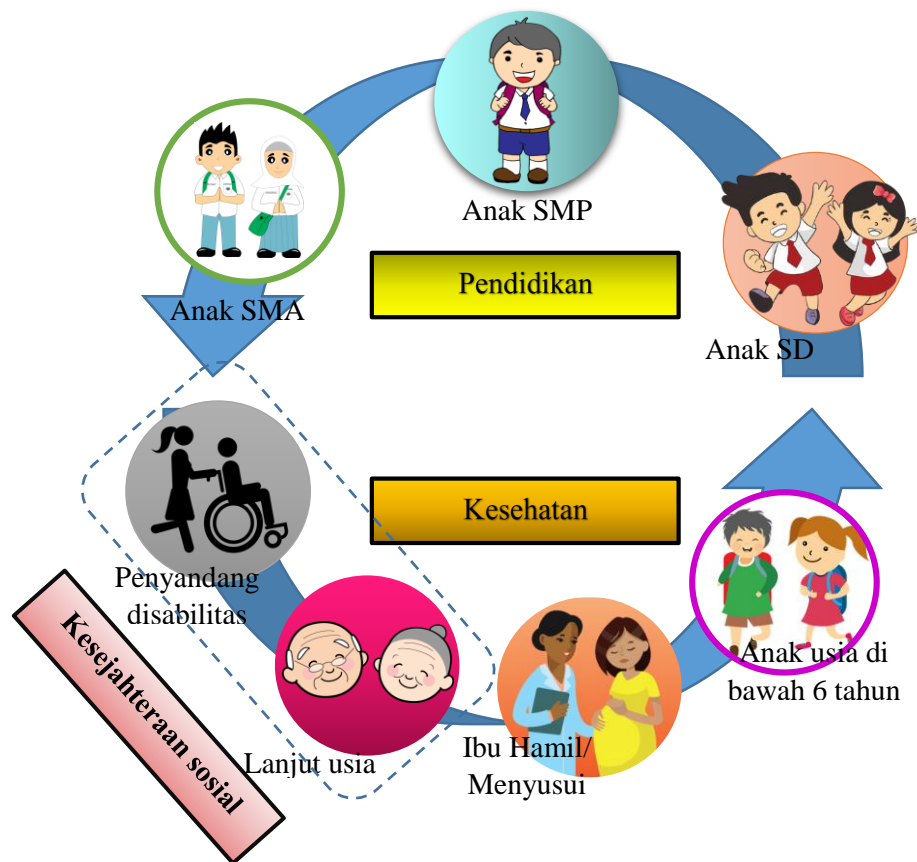 Anak SMP
Anak SMA
Pendidikan
Anak SD
Kesehatan
Penyandang
disabilitas
Kesejahteraan sosial
Lanjut usia
Ibu Hamil/
Menyusui
Anak usia di
bawah 6 tahun